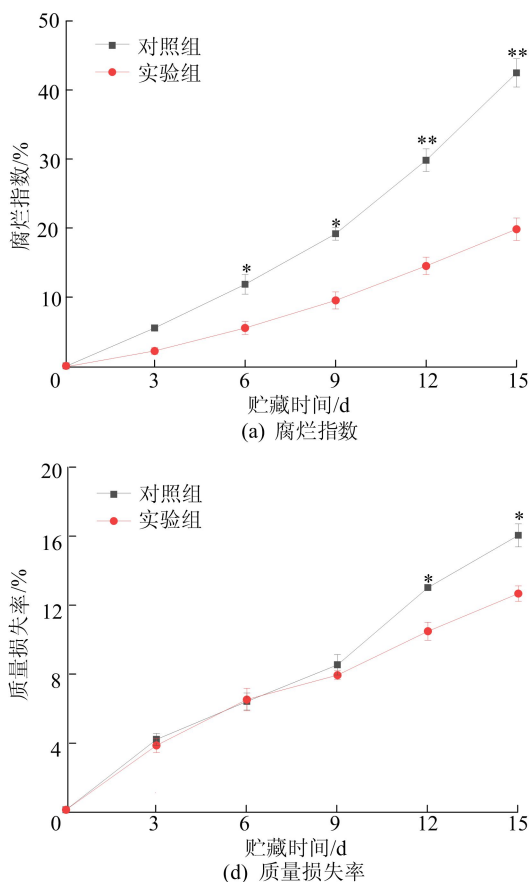 50
40
30
20
10
0
腐烂指数/%
对照组
实验组
*
*
**
**
3 6 9 12 15
贮藏时间/d
(a) 腐烂指数
20
16
12
8
4
0
质量损失率/%
对照组
实验组
*
*
3 6 9 12 15
贮藏时间/d
(d) 质量损失率